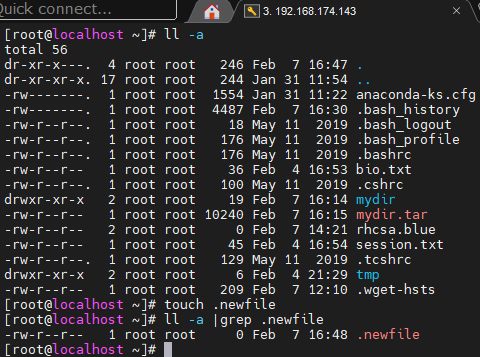 Quick connect...
3. 192.168.174.143
[root@localhost ~]# ll -a
total 56
dr-xr-x---.  4 root root   246 Feb  7 16:47 .
dr-xr-xr-x. 17 root root   244 Jan 31 11:54 ..
-rw-------.  1 root root  1554 Jan 31 11:22 anaconda-ks.cfg
-rw-------.  1 root root  4487 Feb  7 16:30 .bash_history
-rw-r--r--.  1 root root    18 May 11  2019 .bash_logout
-rw-r--r--.  1 root root   176 May 11  2019 .bash_profile
-rw-r--r--.  1 root root   176 May 11  2019 .bashrc
-rw-r--r--   1 root root    36 Feb  4 16:53 bio.txt
-rw-r--r--.  1 root root   100 May 11  2019 .cshrc
drwxr-xr-x   2 root root    19 Feb  7 16:14 mydir
-rw-r--r--   1 root root 10240 Feb  7 16:15 mydir.tar
-rw-r--r--   2 root root     0 Feb  7 14:21 rhcsa.blue
-rw-r--r--   1 root root    45 Feb  4 16:54 session.txt
-rw-r--r--.  1 root root   129 May 11  2019 .tcshrc
drwxr-xr-x   2 root root     6 Feb  4 21:29 tmp
-rw-r--r--   1 root root   209 Feb  7 12:10 .wget-hsts
[root@localhost ~]# touch .newfile
[root@localhost ~]# ll -a |grep .newfile
-rw-r--r--   1 root root     0 Feb  7 16:48 .newfile
[root@localhost ~]#